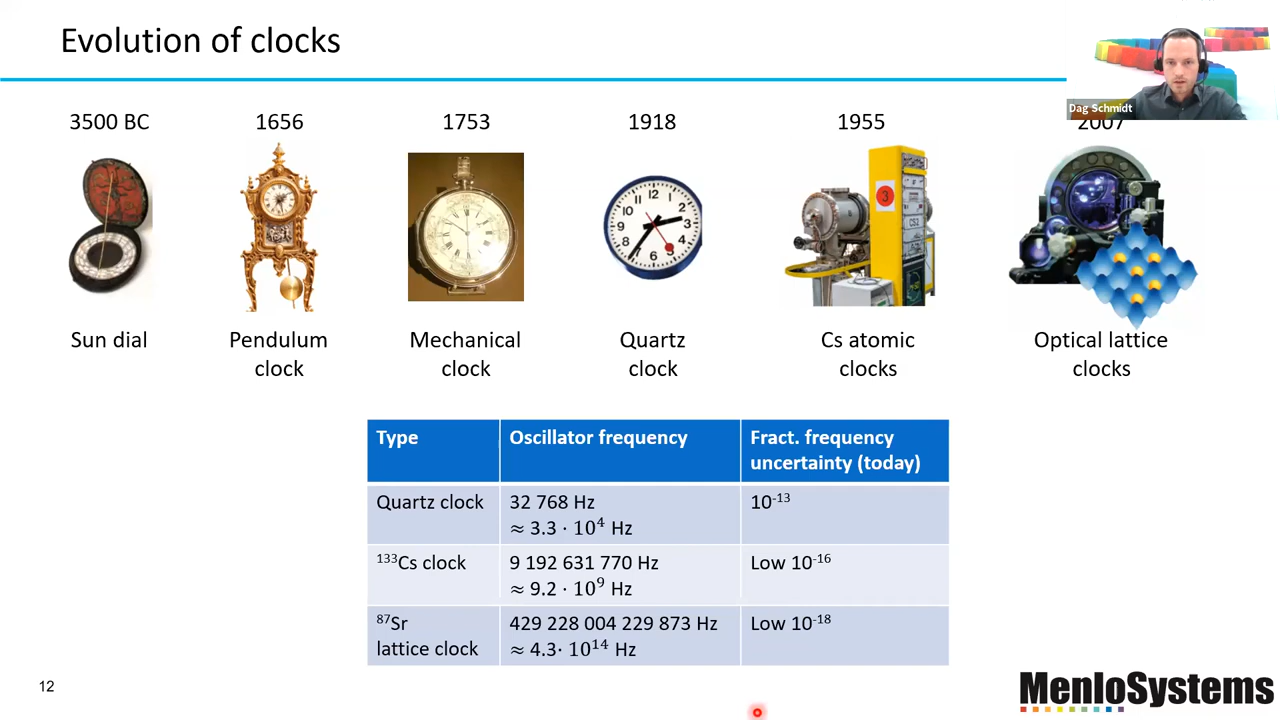 Evolution of clocks
Dag Schmidt
3500 BC
1656
1753
1918
1955
2007
Sun dial
Pendulum
clock
Mechanical
clock
Quartz
clock
Cs atomic
clocks
Optical lattice
clocks
Type
Oscillator frequency
Fract. frequency
uncertainty (today)
Quartz clock
32 768 Hz
≈ 3.3 · 10⁴ Hz
10⁻¹³
¹³³Cs clock
9 192 631 770 Hz
≈ 9.2 · 10⁹ Hz
Low 10⁻¹⁶
⁸⁷Sr
lattice clock
429 228 004 229 873 Hz
≈ 4.3· 10¹⁴ Hz
Low 10⁻¹⁸
12
MenloSystems